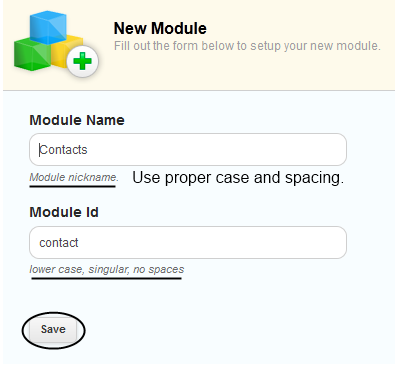 New Module
Fill out the form below to setup your new module.
Module Name
Contacts
Module nickname. Use proper case and spacing.
Module Id
contact
lower case, singular, no spaces
Save